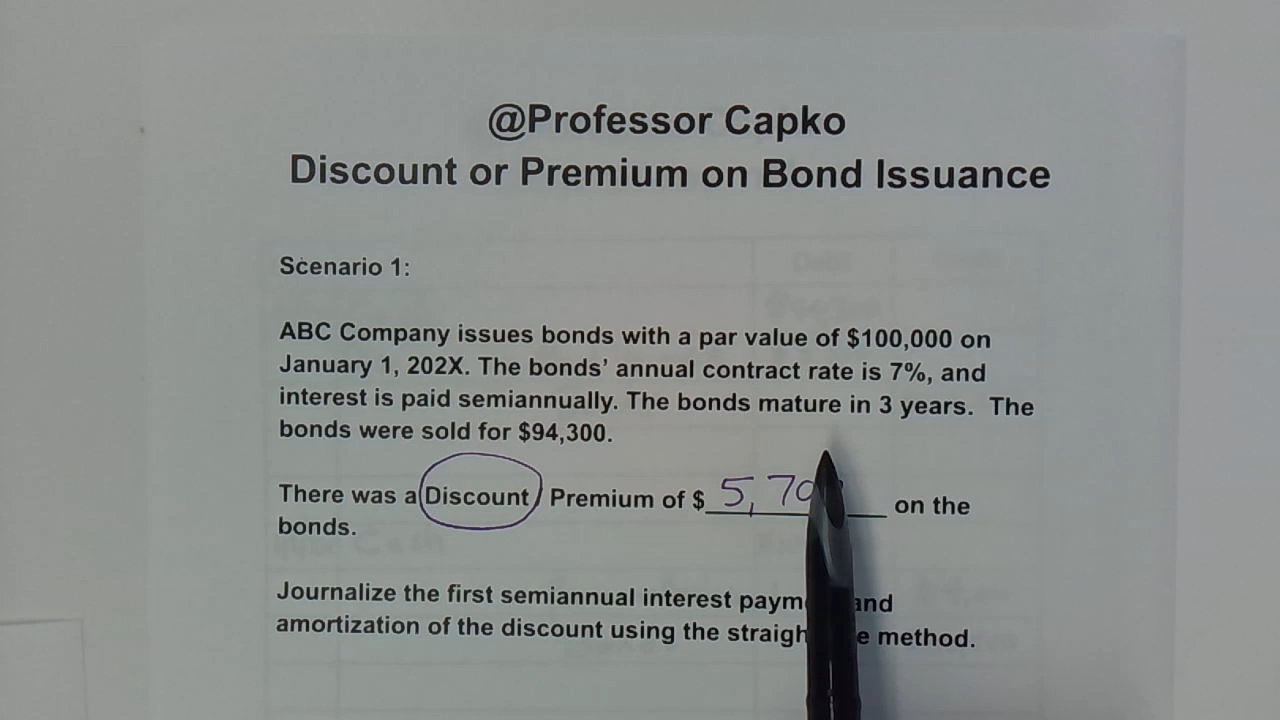 @Professor Capko
Discount or Premium on Bond Issuance
Scenario 1:
ABC Company issues bonds with a par value of $100,000 on
January 1, 202X. The bonds' annual contract rate is 7%, and
interest is paid semiannually. The bonds mature in 3 years. The
bonds were sold for $94,300.
There was a Discount / Premium of $ 5,70 on the
bonds.
Journalize the first semiannual interest and
amortization of the discount using the method.